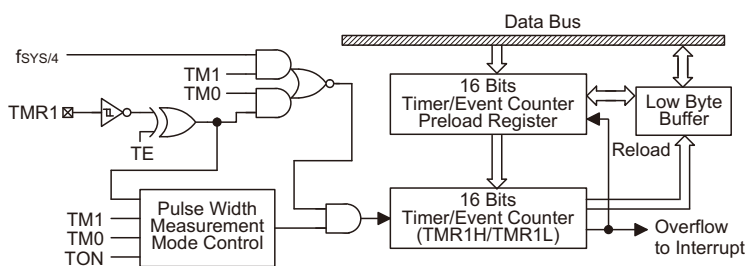 Data Bus
fSYS/4
TM1
TM0
TMR1
TE
16 Bits
Timer/Event Counter
Preload Register
Low Byte
Buffer
Reload
TM1
TM0
TON
Pulse Width
Measurement
Mode Control
16 Bits
Timer/Event Counter
(TMR1H/TMR1L)
Overflow
to Interrupt